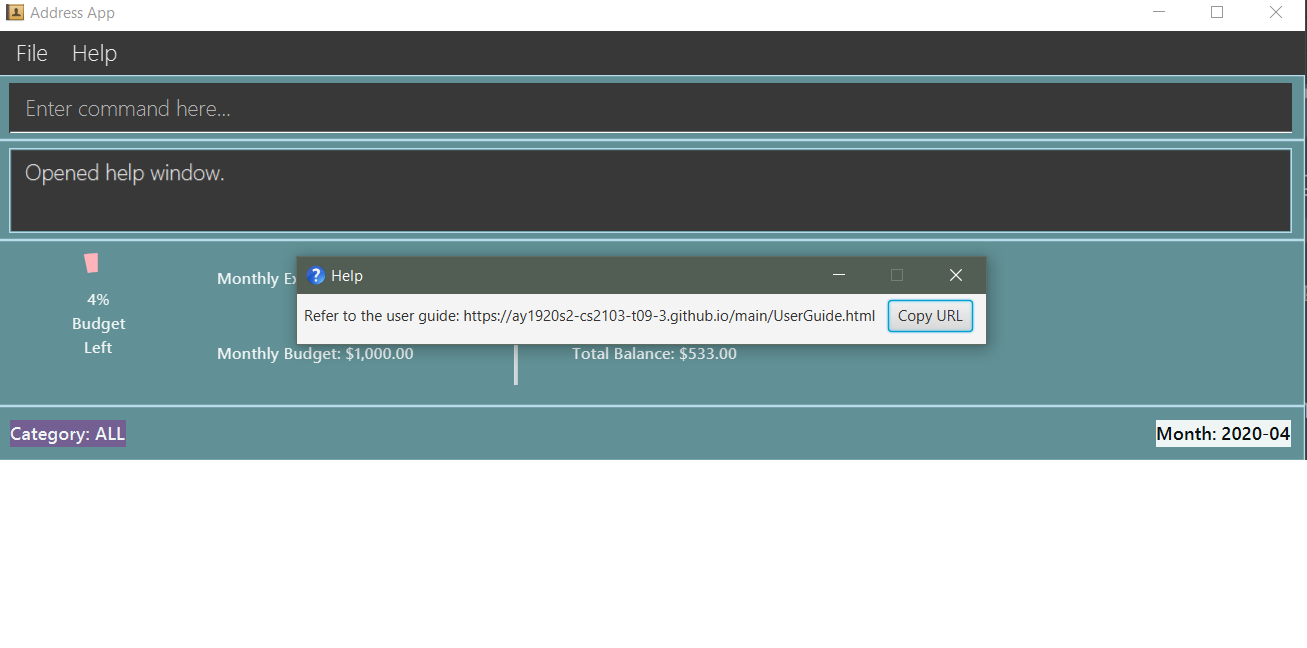 Address App
File Help
Enter command here...
Opened help window.
4%
Budget
Left
Monthly
Help
Refer to the user guide: https://ay1920s2-cs2103-t09-3.github.io/main/UserGuide.html Copy URL
Monthly Budget: $1,000.00
Total Balance: $533.00
Category: ALL
Month: 2020-04